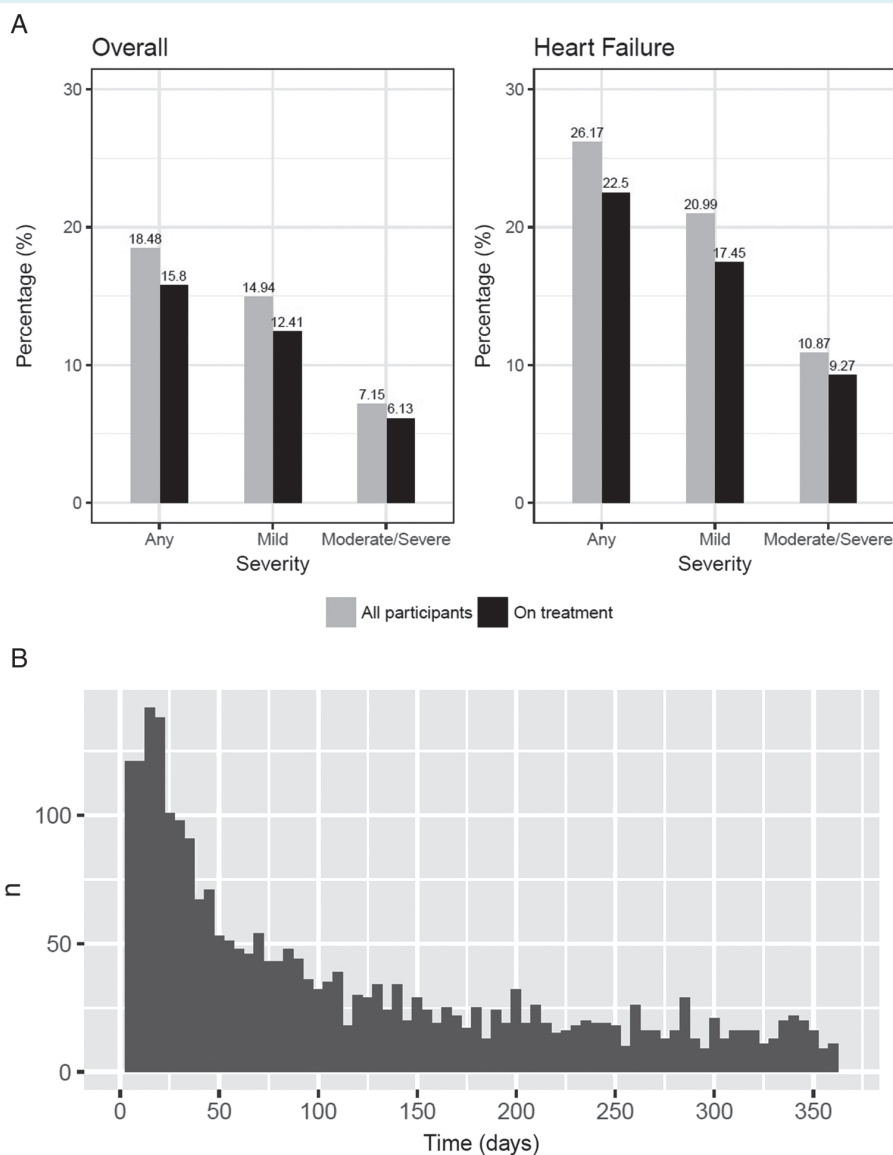 A
Overall
Heart Failure
30
20
10
0
Percentage (%)
18.48
15.8
14.94
12.41
7.15
6.13
Any
Mild
Moderate/Severe
Severity
30
20
10
0
Percentage (%)
26.17
22.5
20.99
17.45
10.87
9.27
Any
Mild
Moderate/Severe
Severity
All participants
On treatment
B
100
50
0
n
0
50
100
150
200
250
300
350
Time (days)